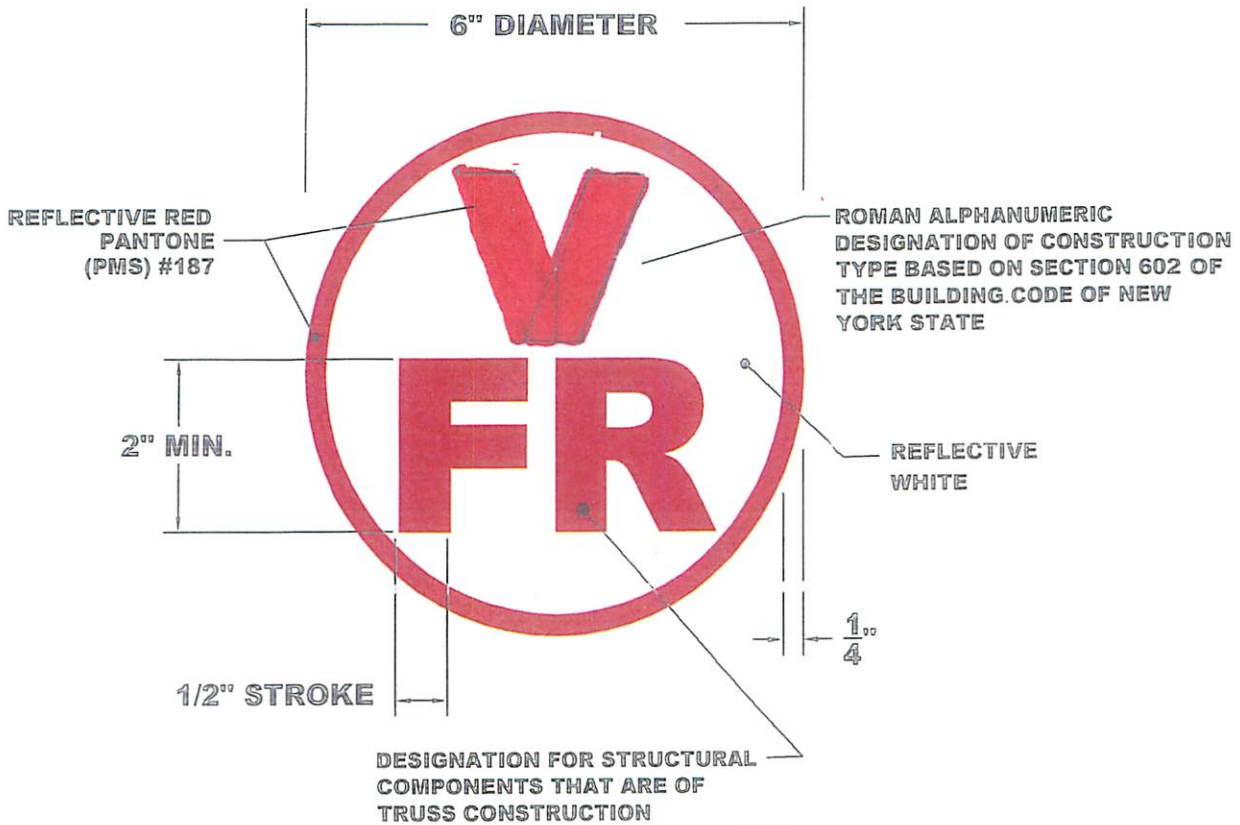 6" DIAMETER
REFLECTIVE RED
PANTONE
(PMS) #187
ROMAN ALPHANUMERIC
DESIGNATION OF CONSTRUCTION
TYPE BASED ON SECTION 602 OF
THE BUILDING.CODE OF NEW
YORK STATE
V
FR
2" MIN.
REFLECTIVE
WHITE
1/4"
1/2" STROKE
DESIGNATION FOR STRUCTURAL
COMPONENTS THAT ARE OF
TRUSS CONSTRUCTION